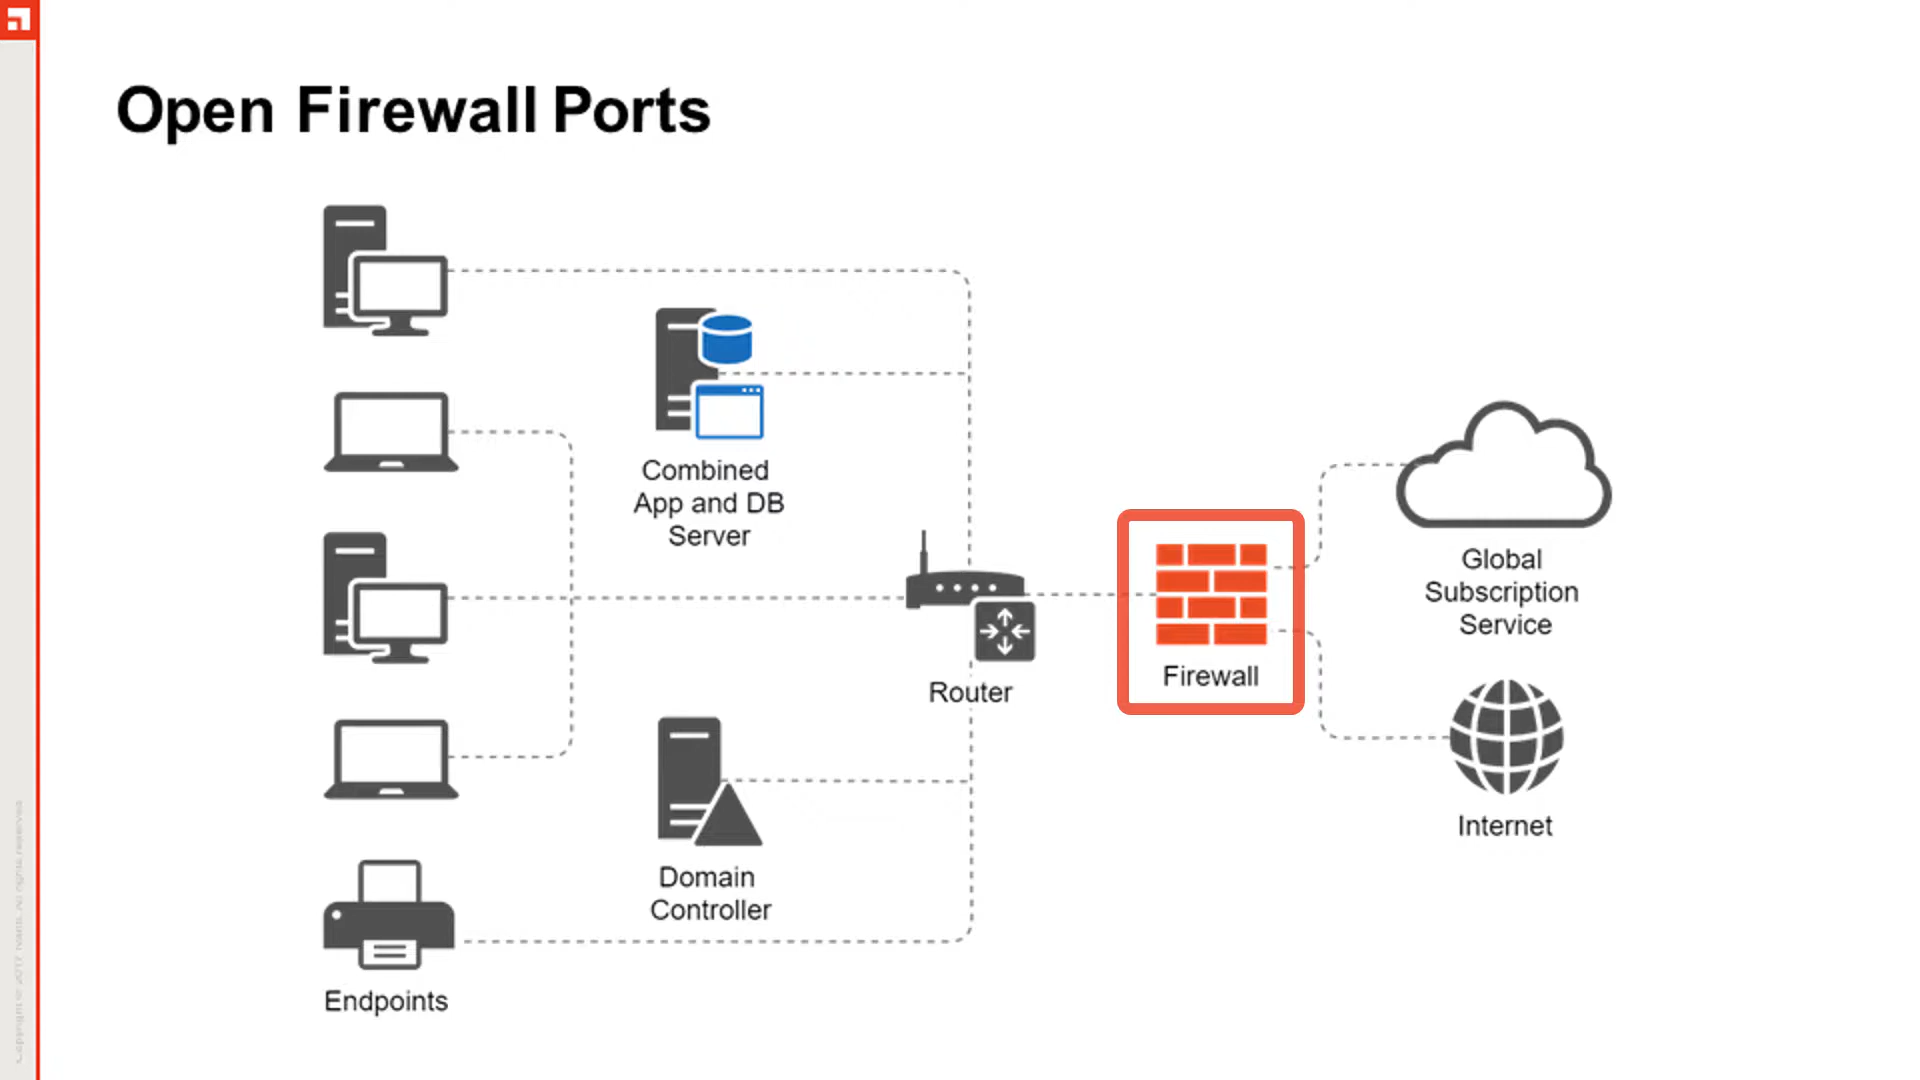 Open Firewall Ports
Combined
App and DB
Server
Global
Subscription
Service
Firewall
Router
Internet
Domain
Controller
Endpoints